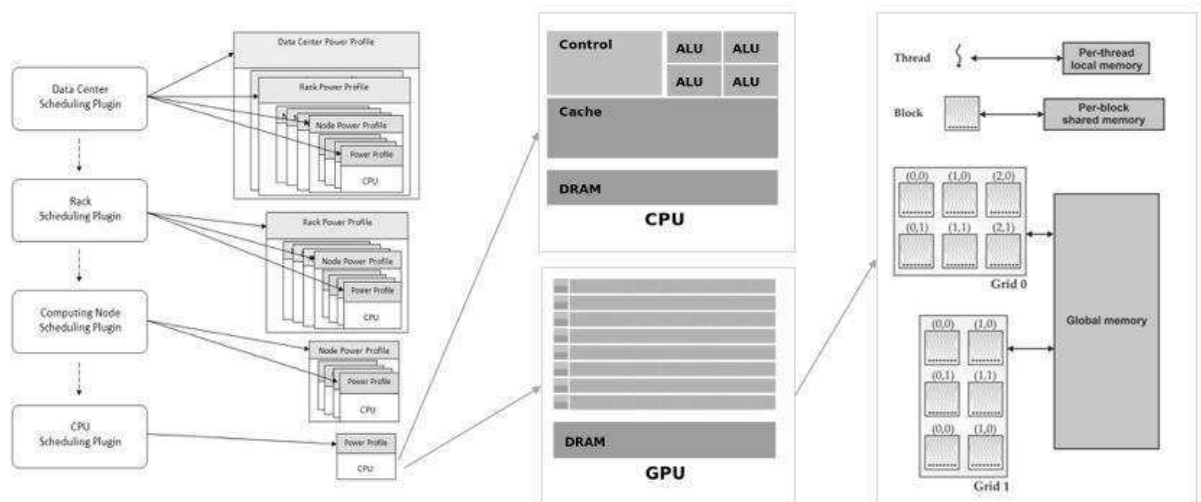 Data Center
Scheduling Plugin
Rack
Scheduling Plugin
Computing Node
Scheduling Plugin
CPU
Scheduling Plugin
Data Center Power Profile
Rack Power Profile
Node Power Profile
Power Profile
CPU
Rack Power Profile
Node Power Profile
Power Profile
CPU
Node Power Profile
Power Profile
CPU
Power Profile
CPU
Control
ALU ALU
ALU ALU
Cache
DRAM
CPU
DRAM
GPU
Thread
Per-thread
local memory
Block
Per-block
shared memory
(0,0) (1,0) (2,0)
(0,1) (1,1) (2,1)
Grid 0
Global memory
(0,0) (1,0)
(0,1) (1,1)
(0,0) (1,0)
Grid 1